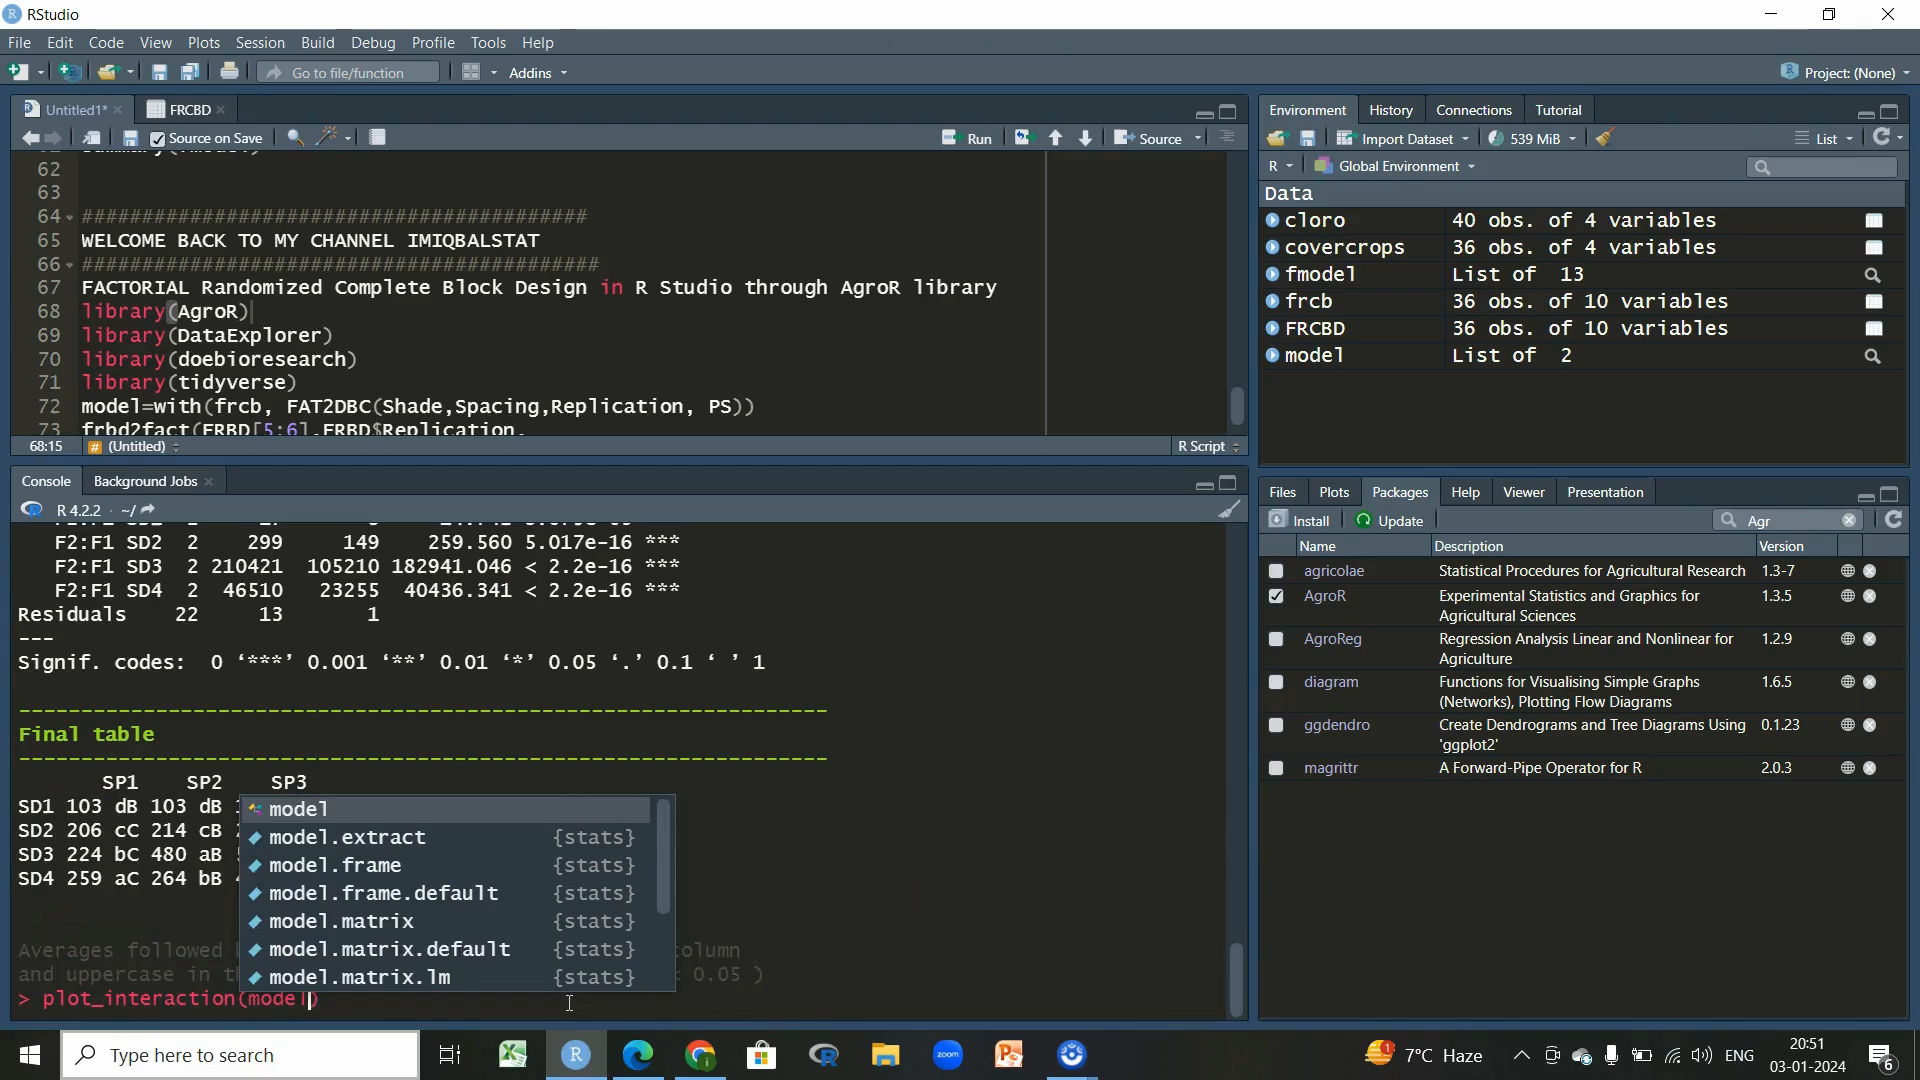 RStudio
File Edit Code View Plots Session Build Debug Profile Tools Help
Go to file/function Addins Project: (None)
Untitled1* FRCBD
Source on Save Run Source
62
63
64 ##########################################
65 WELCOME BACK TO MY CHANNEL IMIQBALSTAT
66 ###########################################
67 FACTORIAL Randomized Complete Block Design in R Studio through AgroR library
68 library(AgroR)
69 library(DataExplorer)
70 library(doebioresearch)
71 library(tidyverse)
72 model=with(frcb, FAT2DBC(Shade,Spacing,Replication, PS))
73 frbd2fact(FRBD[5:6],FRBD$Replication,
68:15 # (Untitled) R Script
Console Background Jobs
R 4.2.2 · ~/
F2:F1 SD2 2 299 149 259.560 5.017e-16 ***
F2:F1 SD3 2 210421 105210 182941.046 < 2.2e-16 ***
F2:F1 SD4 2 46510 23255 40436.341 < 2.2e-16 ***
Residuals 22 13 1
---
Signif. codes: 0 ‘***’ 0.001 ‘**’ 0.01 ‘*’ 0.05 ‘.’ 0.1 ‘ ’ 1
-----------------------------------------------------------------
Final table
-----------------------------------------------------------------
SP1 SP2 SP3
SD1 103 dB 103 dB
SD2 206 cC 214 cB
SD3 224 bC 480 aB
SD4 259 aC 264 bB
Averages followed
and uppercase in < 0.05 )
> plot_interaction(model)
model
model.extract {stats}
model.frame {stats}
model.frame.default {stats}
model.matrix {stats}
model.matrix.default {stats}
model.matrix.lm {stats}
Environment History Connections Tutorial
Import Dataset 539 MiB List
R Global Environment
Data
cloro 40 obs. of 4 variables
covercrops 36 obs. of 4 variables
fmodel List of 13
frcb 36 obs. of 10 variables
FRCBD 36 obs. of 10 variables
model List of 2
Files Plots Packages Help Viewer Presentation
Install Update Agr
Name Description Version
agricolae Statistical Procedures for Agricultural Research 1.3-7
AgroR Experimental Statistics and Graphics for 1.3.5
Agricultural Sciences
AgroReg Regression Analysis Linear and Nonlinear for 1.2.9
Agriculture
diagram Functions for Visualising Simple Graphs 1.6.5
(Networks), Plotting Flow Diagrams
ggdendro Create Dendrograms and Tree Diagrams Using 0.1.23
'ggplot2'
magrittr A Forward-Pipe Operator for R 2.0.3
Type here to search zoom 7°C Haze ENG 20:51
03-01-2024 6